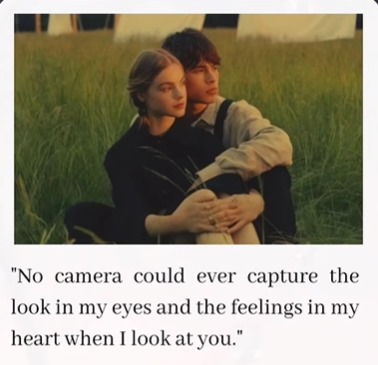 "No camera could ever capture the
look in my eyes and the feelings in my
heart when I look at you."